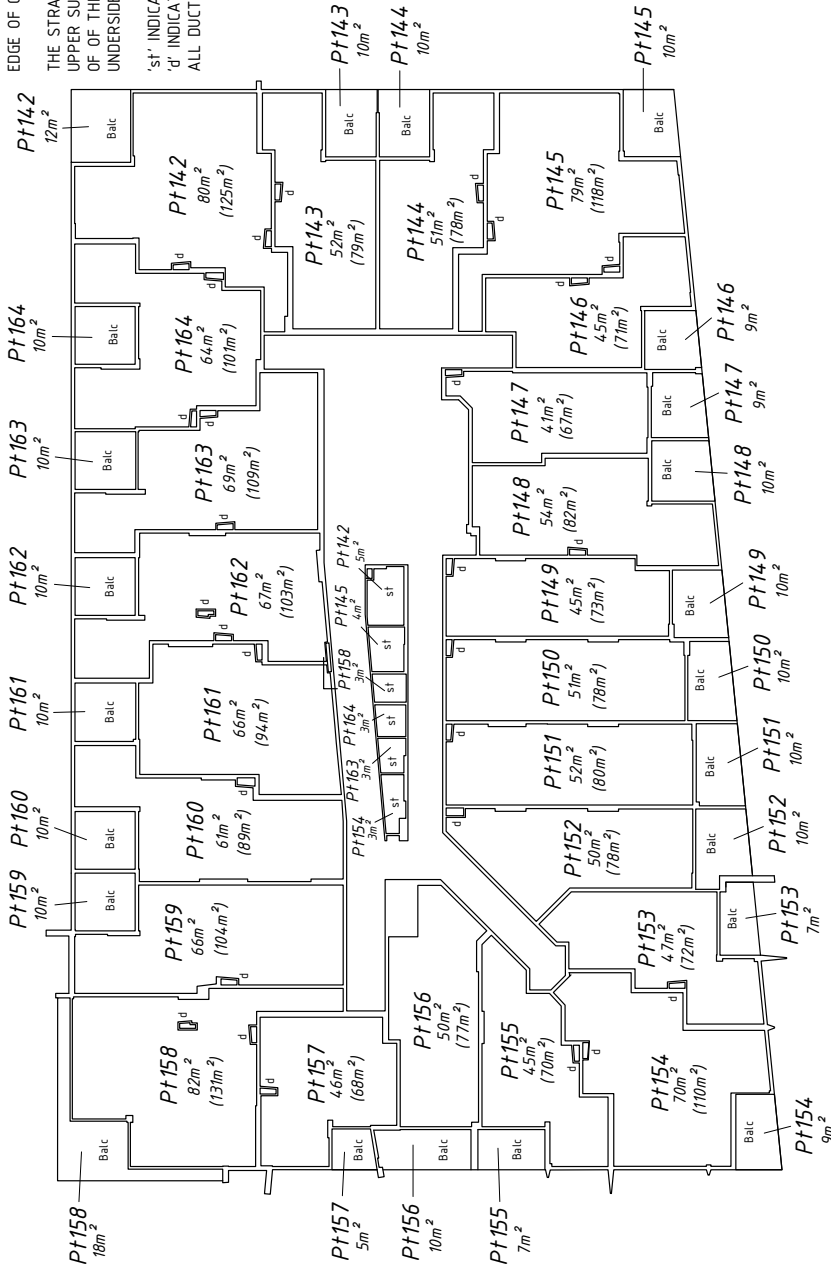 EDGE OF
THE STRA
UPPER SU
OF OF THE
UNDERSIDE
'st' INDICA
'd' INDICAT
ALL DUCT
Pt158
18m²
Pt159
10m²
Pt160
10m²
Pt161
10m²
Pt162
10m²
Pt163
10m²
Pt164
10m²
Pt142
12m²
Balc
Balc
Balc
Balc
Balc
Balc
Balc
Balc
Pt158
82m²
(131m²)
d
d
Pt159
66m²
(104m²)
d
Pt160
61m²
(89m²)
d
Pt161
66m²
(94m²)
d
Pt162
67m²
(103m²)
d
d
Pt163
69m²
(109m²)
d
d
Pt164
64m²
(101m²)
d
d
Pt142
80m²
(125m²)
d
d
Pt157
5m²
Balc
Pt157
46m²
(68m²)
d
Pt143
52m²
(79m²)
d
Balc
Pt143
10m²
Pt154
3m²
st
Pt163
3m²
st
Pt164
3m²
st
Pt158
3m²
st
Pt145
4m²
st
Pt142
5m²
st
Pt156
10m²
Balc
Pt156
50m²
(77m²)
Pt144
51m²
(78m²)
d
Balc
Pt144
10m²
Pt155
7m²
Balc
Pt155
45m²
(70m²)
d
Pt154
70m²
(110m²)
d
d
Pt153
47m²
(72m²)
Pt152
50m²
(78m²)
d
Pt151
52m²
(80m²)
d
Pt150
51m²
(78m²)
d
Pt149
45m²
(73m²)
d
Pt148
54m²
(82m²)
d
Pt147
41m²
(67m²)
d
Pt146
45m²
(71m²)
d
d
Pt145
79m²
(118m²)
d
Balc
Pt145
10m²
Balc
Balc
Balc
Balc
Balc
Balc
Balc
Balc
Balc
Pt154
9m²
Pt153
7m²
Pt152
10m²
Pt151
10m²
Pt150
10m²
Pt149
10m²
Pt148
10m²
Pt147
9m²
Pt146
9m²